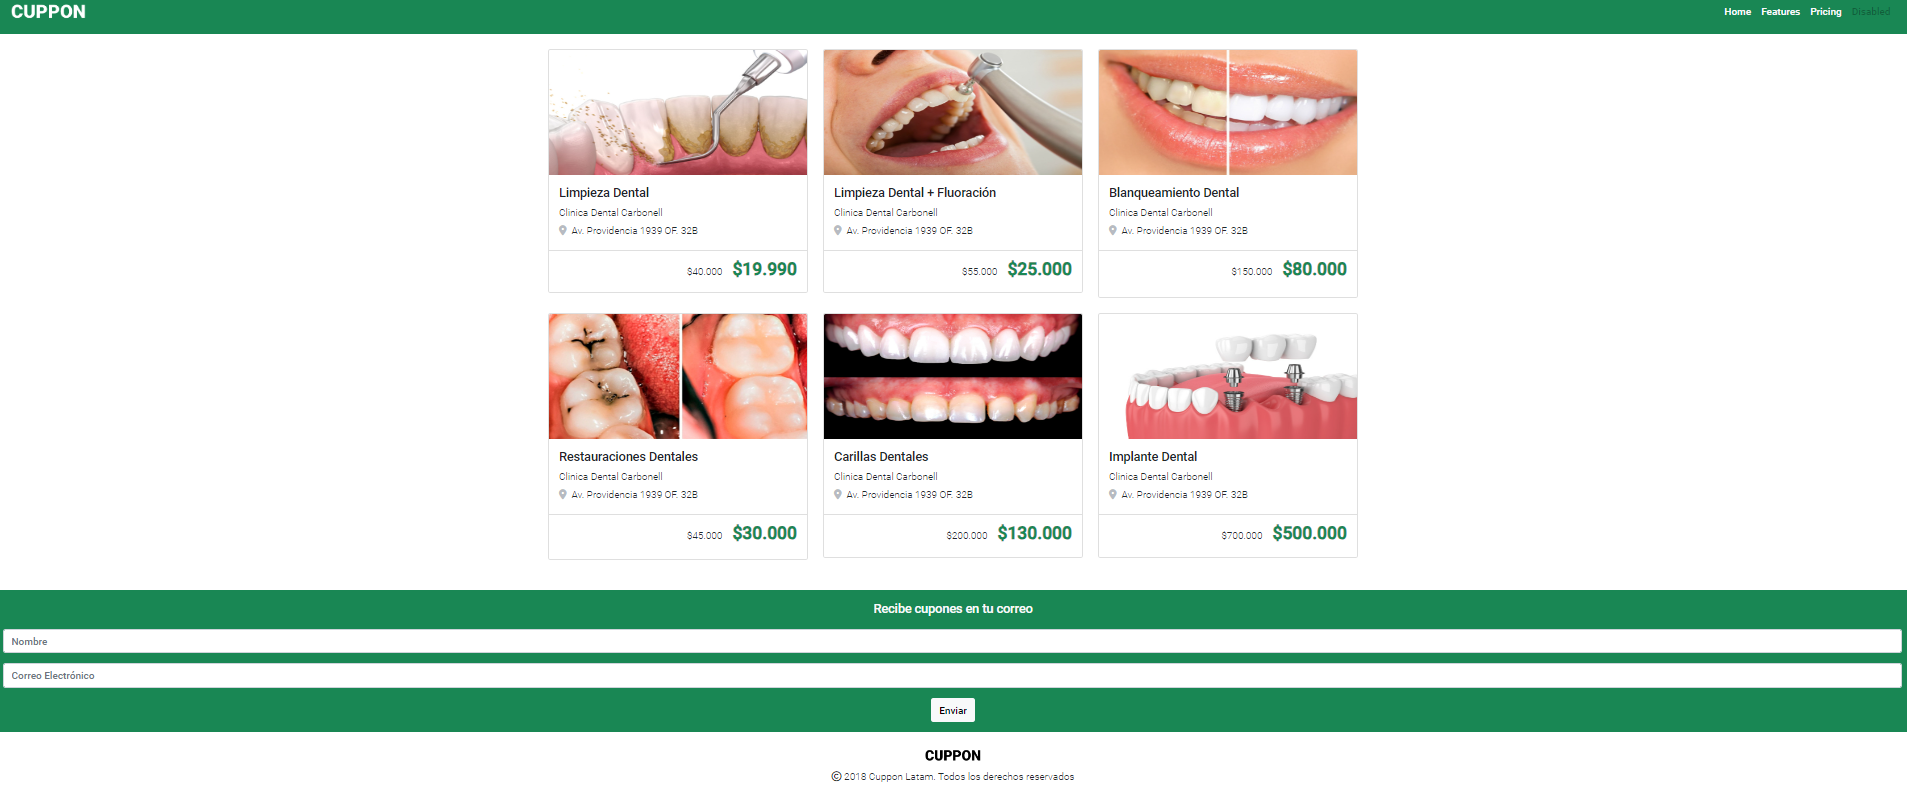 CUPPON
Home Features Pricing Disabled
Limpieza Dental
Clinica Dental Carbonell
Av. Providencia 1939 OF. 32B
$40.000 $19.990
Limpieza Dental + Fluoración
Clinica Dental Carbonell
Av. Providencia 1939 OF. 32B
$55.000 $25.000
Blanqueamiento Dental
Clinica Dental Carbonell
Av. Providencia 1939 OF. 32B
$150.000 $80.000
Restauraciones Dentales
Clinica Dental Carbonell
Av. Providencia 1939 OF. 32B
$45.000 $30.000
Carillas Dentales
Clinica Dental Carbonell
Av. Providencia 1939 OF. 32B
$200.000 $130.000
Implante Dental
Clinica Dental Carbonell
Av. Providencia 1939 OF. 32B
$700.000 $500.000
Recibe cupones en tu correo
Nombre
Correo Electrónico
Enviar
CUPPON
© 2018 Cuppon Latam. Todos los derechos reservados